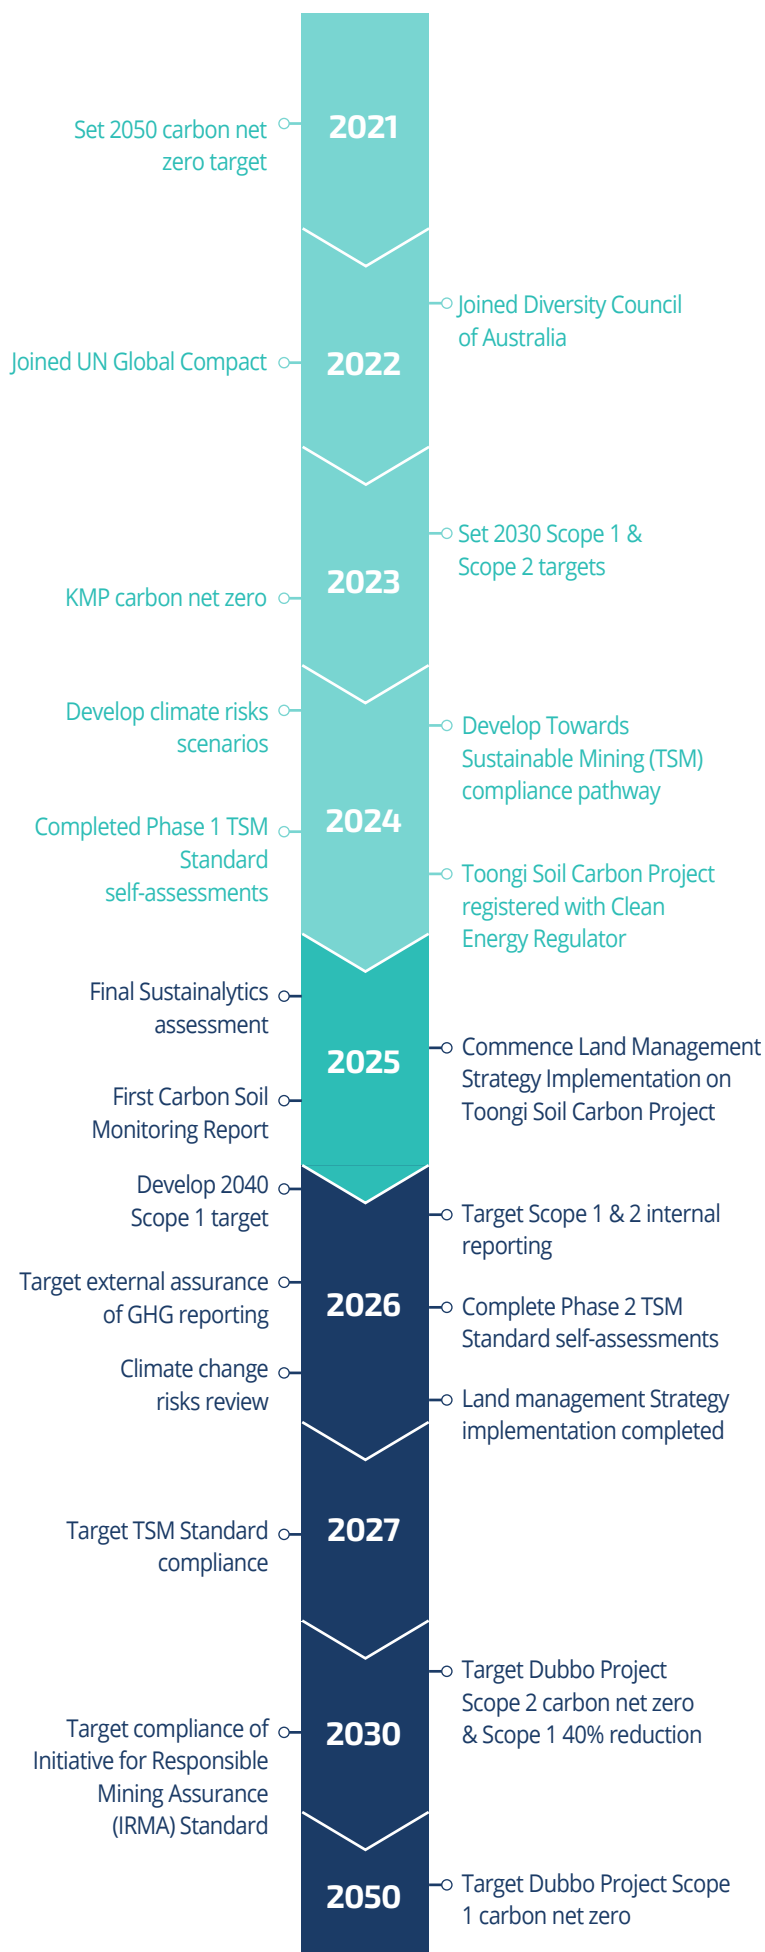 2021
Set 2050 carbon net
zero target
2022
Joined Diversity Council
of Australia
Joined UN Global Compact
2023
Set 2030 Scope 1 &
Scope 2 targets
KMP carbon net zero
2024
Develop climate risks
scenarios
Develop Towards
Sustainable Mining (TSM)
compliance pathway
Completed Phase 1 TSM
Standard
self-assessments
Toongi Soil Carbon Project
registered with Clean
Energy Regulator
2025
Final Sustainalytics
assessment
Commence Land Management
Strategy Implementation on
Toongi Soil Carbon Project
First Carbon Soil
Monitoring Report
2026
Develop 2040
Scope 1 target
Target Scope 1 & 2 internal
reporting
Target external assurance
of GHG reporting
Complete Phase 2 TSM
Standard self-assessments
Climate change
risks review
Land management Strategy
implementation completed
2027
Target TSM Standard
compliance
2030
Target Dubbo Project
Scope 2 carbon net zero
& Scope 1 40% reduction
Target compliance of
Initiative for Responsible
Mining Assurance
(IRMA) Standard
2050
Target Dubbo Project Scope
1 carbon net zero